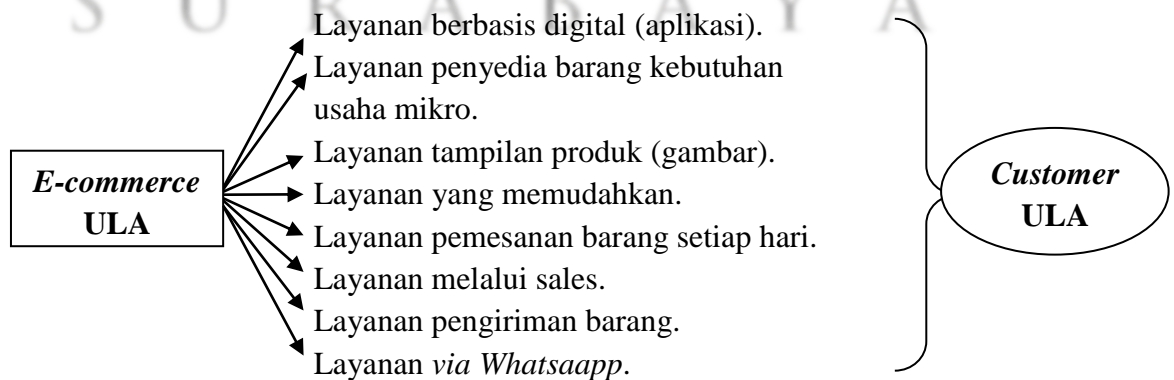 S U R A B A Y A
Layanan berbasis digital (aplikasi).
Layanan penyedia barang kebutuhan
usaha mikro.
Layanan tampilan produk (gambar).
E-commerce
ULA
Layanan yang memudahkan.
Layanan pemesanan barang setiap hari.
Layanan melalui sales.
Layanan pengiriman barang.
Layanan via Whatsaapp.
Customer
ULA